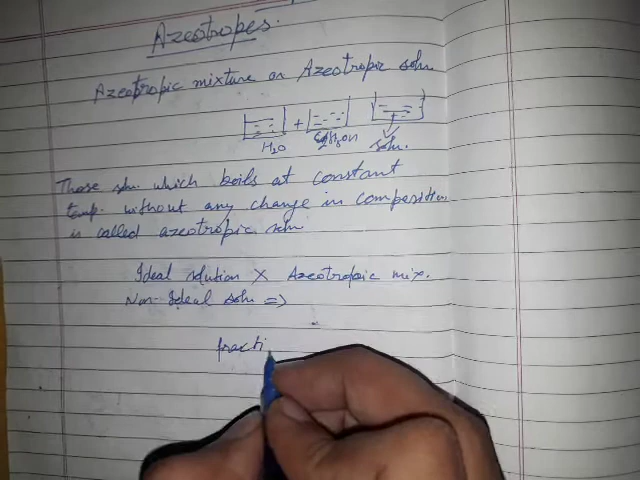 Azeotropes.
Azeotropic mixture or Azeotropic soln
H2O + C2H5OH soln.
Those soln. which boils at constant
temp. without any change in composition
is called azeotropic soln
Ideal solution X Azeotropic mix.
Non-Ideal soln =>
fracti